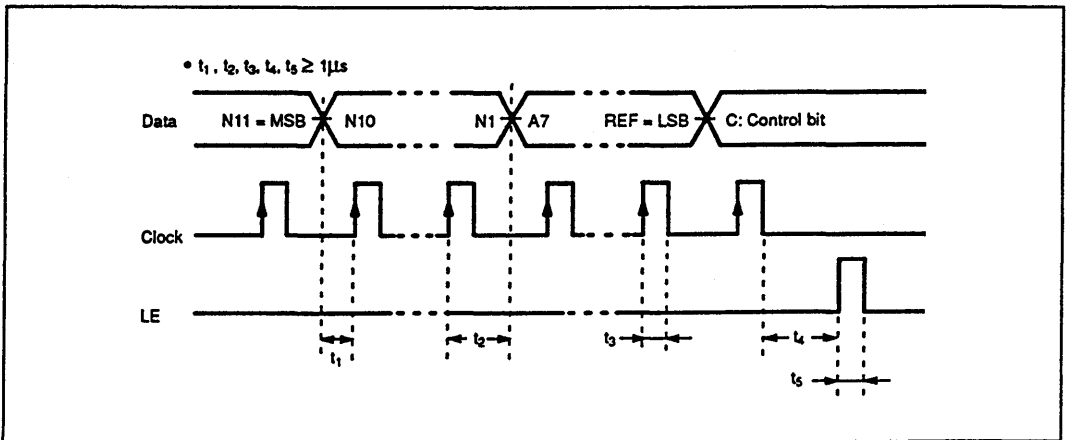 • t₁, t₂, t₃, t₄, t₅ ≥ 1µs
Data N11 = MSB N10 N1 A7 REF = LSB C: Control bit
Clock
LE
t₁ t₂ t₃ t₄
t₅